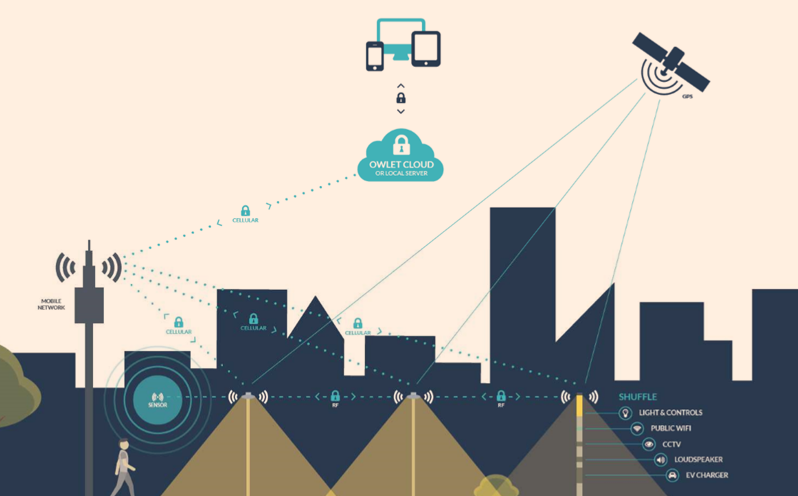 GPS
OWLET CLOUD
OR LOCAL SERVER
CELLULAR
MOBILE
NETWORK
CELLULAR
CELLULAR
CELLULAR
SENSOR
RF
RF
SHUFFLE
LIGHT & CONTROLS
PUBLIC WIFI
CCTV
LOUDSPEAKER
EV CHARGER